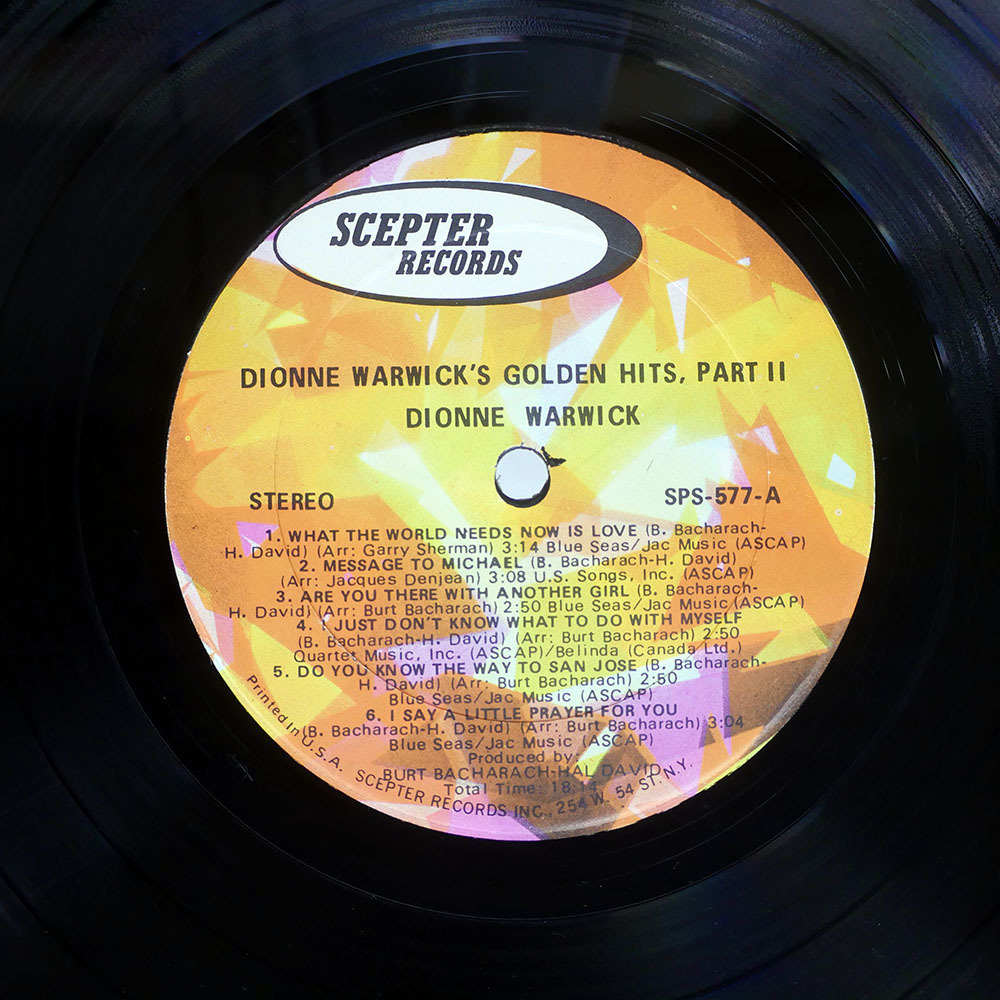 SCEPTER
RECORDS
DIONNE WARWICK'S GOLDEN HITS, PART II
DIONNE WARWICK
STEREO
SPS-577-A
1. WHAT THE WORLD NEEDS NOW IS LOVE (B. Bacharach-
H. David) (Arr: Garry Sherman) 3:14 Blue Seas/Jac Music (ASCAP)
2. MESSAGE TO MICHAEL (B. Bacharach-H. David)
(Arr: Jacques Denjean) 3:08 U.S. Songs, Inc. (ASCAP)
3. ARE YOU THERE WITH ANOTHER GIRL (B. Bacharach-
H. David) (Arr: Burt Bacharach) 2:50 Blue Seas/Jac Music (ASCAP)
4. I JUST DON'T KNOW WHAT TO DO WITH MYSELF
(B. Bacharach-H. David) (Arr: Burt Bacharach) 2:50
Quartet Music, Inc. (ASCAP)/Belinda (Canada Ltd.)
5. DO YOU KNOW THE WAY TO SAN JOSE (B. Bacharach-
H. David) (Arr: Burt Bacharach) 2:50
Blue Seas/Jac Music (ASCAP)
6. I SAY A LITTLE PRAYER FOR YOU
(B. Bacharach-H. David) (Arr: Burt Bacharach) 3:04
Blue Seas/Jac Music (ASCAP)
Produced by:
BURT BACHARACH-HAL DAVID
Total Time: 18.14
Printed In U.S.A. SCEPTER RECORDS INC., 254 W. 54 ST. N.Y.